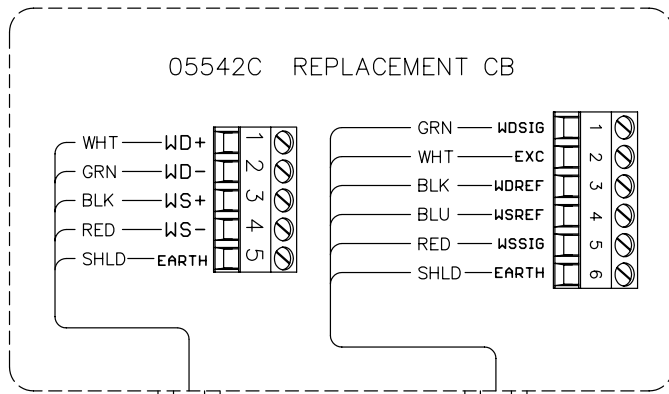 05542C REPLACEMENT CB
WHT WD+ 1
GRN WD- 2
BLK WS+ 3
RED WS- 4
SHLD EARTH 5
GRN WDSIG 1
WHT EXC 2
BLK WDREF 3
BLU WSREF 4
RED WSSIG 5
SHLD EARTH 6